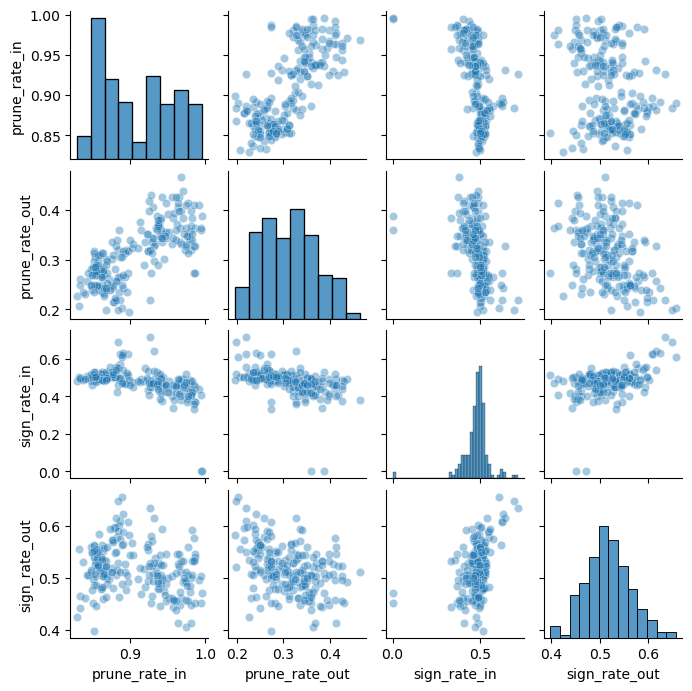 1.00
0.95
0.90
0.85
prune_rate_in
0.4
0.3
0.2
prune_rate_out
0.6
0.4
0.2
0.0
sign_rate_in
0.6
0.5
0.4
sign_rate_out
0.9 1.0
0.2 0.3 0.4
0.0 0.5
0.4 0.5 0.6
prune_rate_in
prune_rate_out
sign_rate_in
sign_rate_out